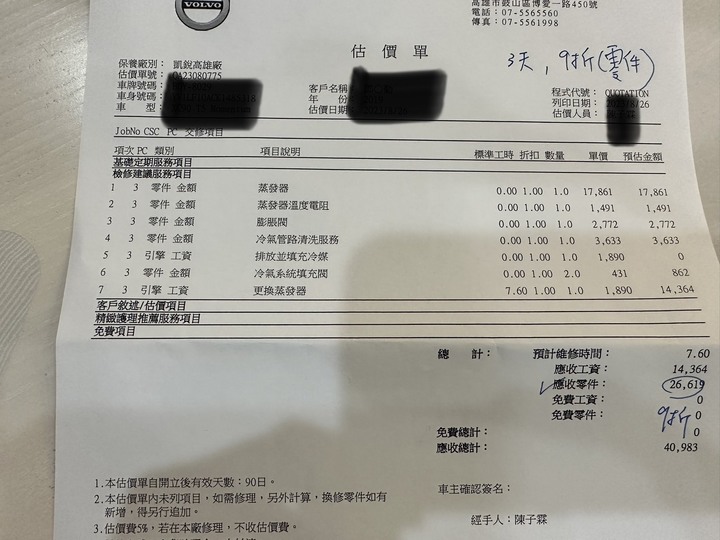 VOLVO
高雄市鼓山區博愛一路450號
電話：07-5565560
傳真：07-5561998
估價單
3天，9折(零件)
保養廠別： 凱銳高雄廠
估價單號： QA23080775
車牌號碼：
車身號碼：
車 型：
客戶名稱
年 份
估價日期
程式代號： QUOTATION
列印日期： 2023/8/26
估價人員：
JobNo CSC PC 交修項目
項次 PC 類別 項目說明 標準工時 折扣 數量 單價 預估金額
基礎定期服務項目
檢修建議服務項目
1 3 零件 金額 蒸發器 0.00 1.00 1.0 17,861 17,861
2 3 零件 金額 蒸發器溫度電阻 0.00 1.00 1.0 1,491 1,491
3 3 零件 金額 膨脹閥 0.00 1.00 1.0 2,772 2,772
4 3 零件 金額 冷氣管路清洗服務 0.00 1.00 1.0 3,633 3,633
5 3 引擎 工資 排放並填充冷媒 0.00 1.00 1.0 1,890 0
6 3 零件 金額 冷氣系統填充閥 0.00 1.00 2.0 431 862
7 3 引擎 工資 更換蒸發器 7.60 1.00 1.0 1,890 14,364
客戶敘述/估價項目
精緻護理推薦服務項目
免費項目
總 計： 預計維修時間： 7.60
應收工資： 14,364
應收零件： 26,619
免費工資： 0
免費零件： 0
9折
免費總計： 0
應收總計： 40,983
1.本估價單自開立後有效天數：90日。
2.本估價單內未列項目，如需修理，另外計算，換修零件如有
新增，得另行追加。
3.估價費5%，若在本廠修理，不收估價費。
車主確認簽名：
經手人：陳子霖